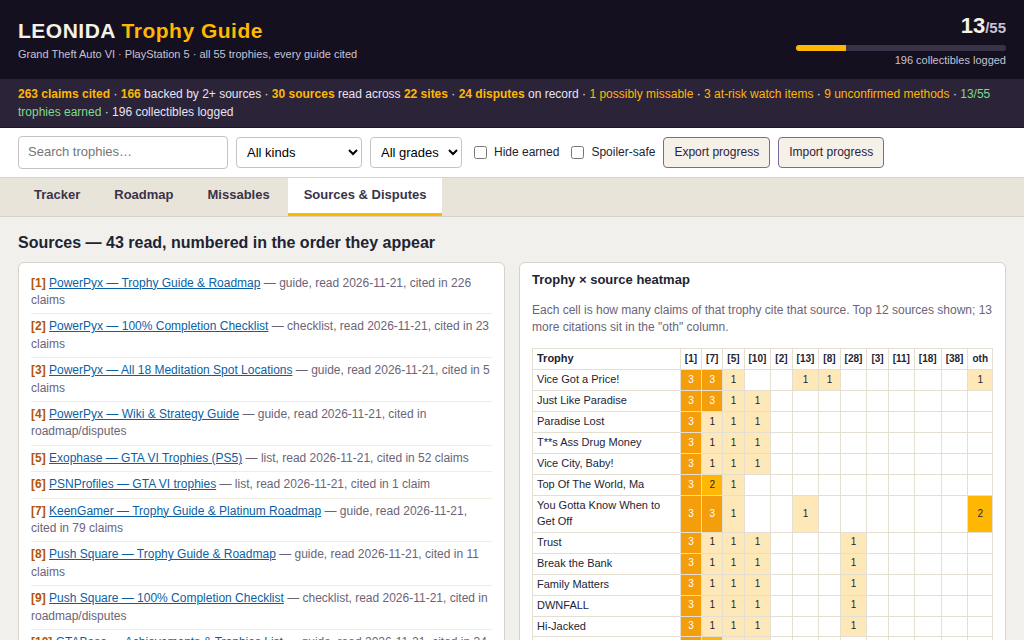 LEONIDA Trophy Guide
Grand Theft Auto VI · PlayStation 5 · all 55 trophies, every guide cited
13/55
196 collectibles logged
263 claims cited · 166 backed by 2+ sources · 30 sources read across 22 sites · 24 disputes on record · 1 possibly missable · 3 at-risk watch items · 9 unconfirmed methods · 13/55
trophies earned · 196 collectibles logged
Search trophies…
All kinds
All grades
Hide earned
Spoiler-safe
Export progress
Import progress
Tracker
Roadmap
Missables
Sources & Disputes
Sources — 43 read, numbered in the order they appear
[1] PowerPyx — Trophy Guide & Roadmap — guide, read 2026-11-21, cited in 226
claims
[2] PowerPyx — 100% Completion Checklist — checklist, read 2026-11-21, cited in 23
claims
[3] PowerPyx — All 18 Meditation Spot Locations — guide, read 2026-11-21, cited in 5
claims
[4] PowerPyx — Wiki & Strategy Guide — guide, read 2026-11-21, cited in
roadmap/disputes
[5] Exophase — GTA VI Trophies (PS5) — list, read 2026-11-21, cited in 52 claims
[6] PSNProfiles — GTA VI trophies — list, read 2026-11-21, cited in 1 claim
[7] KeenGamer — Trophy Guide & Platinum Roadmap — guide, read 2026-11-21,
cited in 79 claims
[8] Push Square — Trophy Guide & Roadmap — guide, read 2026-11-21, cited in 11
claims
[9] Push Square — 100% Completion Checklist — checklist, read 2026-11-21, cited in
roadmap/disputes
Trophy × source heatmap
Each cell is how many claims of that trophy cite that source. Top 12 sources shown; 13
more citations sit in the "oth" column.
Trophy [1] [7] [5] [10] [2] [13] [8] [28] [3] [11] [18] [38] oth
Vice Got a Price! 3 3 1 1 1 1
Just Like Paradise 3 3 1 1
Paradise Lost 3 1 1 1
T**s Ass Drug Money 3 1 1 1
Vice City, Baby! 3 1 1 1
Top Of The World, Ma 3 2 1
You Gotta Know When to
Get Off 3 3 1 1 2
Trust 3 1 1 1 1
Break the Bank 3 1 1 1 1
Family Matters 3 1 1 1 1
DWNFALL 3 1 1 1 1
Hi-Jacked 3 1 1 1 1